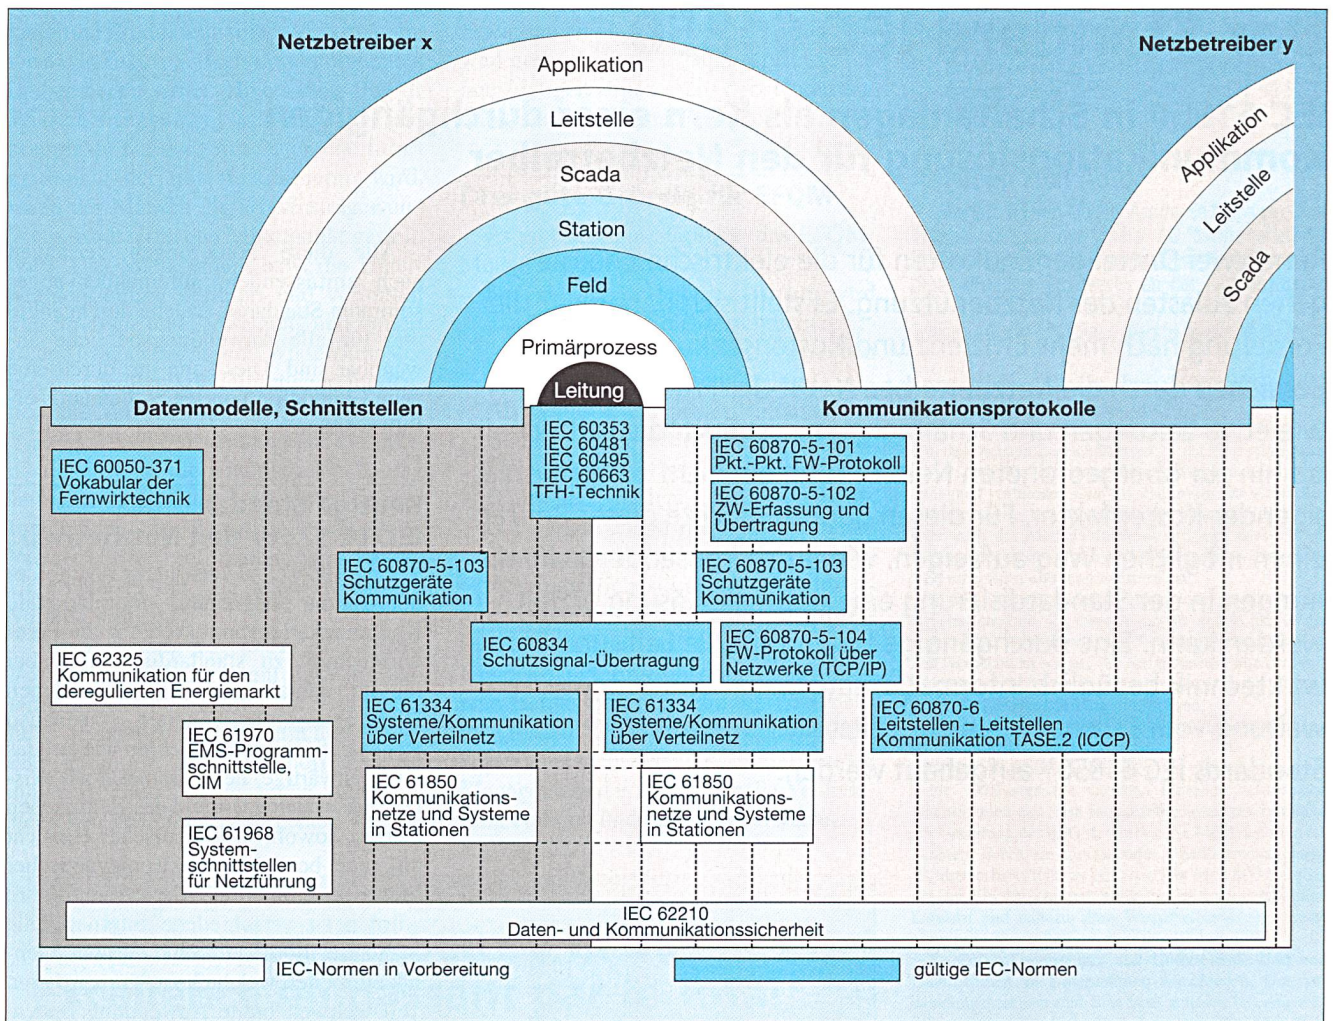 Netzbetreiber x
Netzbetreiber y
Applikation
Leitstelle
Scada
Station
Feld
Primärprozess
Leitung
Applikation
Leitstelle
Scada
Datenmodelle, Schnittstellen
Kommunikationsprotokolle
IEC 60050-371
Vokabular der
Fernwirktechnik
IEC 60353
IEC 60481
IEC 60495
IEC 60663
TFH-Technik
IEC 60870-5-101
Pkt.-Pkt. FW-Protokoll
IEC 60870-5-102
ZW-Erfassung und
Übertragung
IEC 60870-5-103
Schutzgeräte
Kommunikation
IEC 60870-5-103
Schutzgeräte
Kommunikation
IEC 60834
Schutzsignal-Übertragung
IEC 60870-5-104
FW-Protokoll über
Netzwerke (TCP/IP)
IEC 62325
Kommunikation für den
deregulierten Energiemarkt
IEC 61334
Systeme/Kommunikation
über Verteilnetz
IEC 61334
Systeme/Kommunikation
über Verteilnetz
IEC 60870-6
Leitstellen – Leitstellen
Kommunikation TASE.2 (ICCP)
IEC 61970
EMS-Programm-
schnittstelle,
CIM
IEC 61850
Kommunikations-
netze und Systeme
in Stationen
IEC 61850
Kommunikations-
netze und Systeme
in Stationen
IEC 61968
System-
schnittstellen
für Netzführung
IEC 62210
Daten- und Kommunikationssicherheit
IEC-Normen in Vorbereitung
gültige IEC-Normen